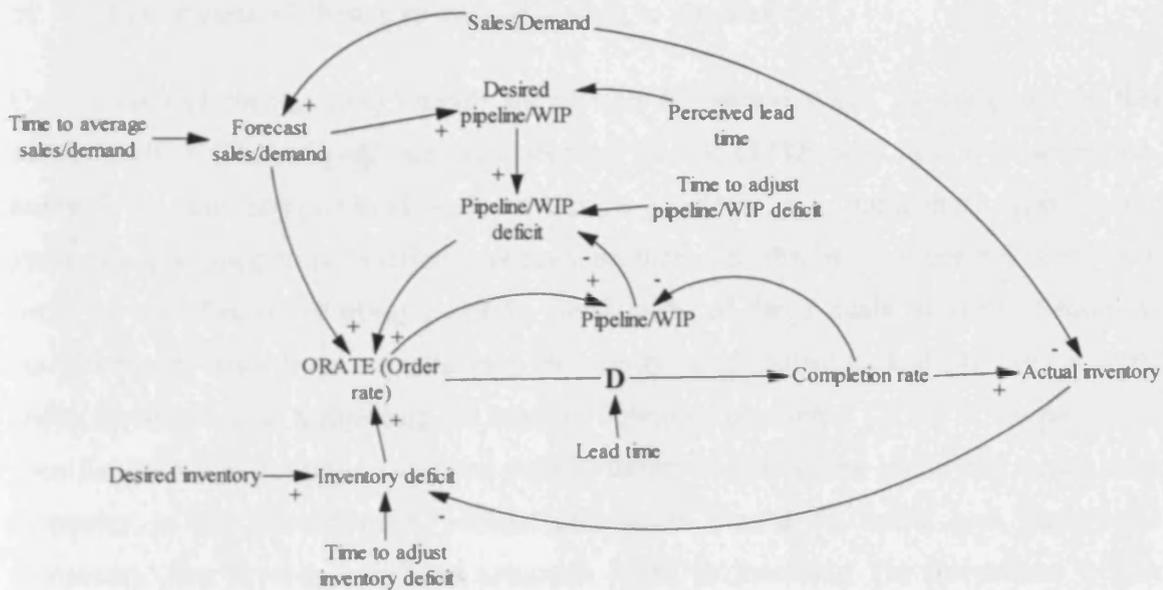 Sales/Demand
Desired
pipeline/WIP
+
+
Perceived lead
time
Time to average
sales/demand
Forecast
sales/demand
+
Pipeline/WIP
deficit
Time to adjust
pipeline/WIP deficit
-
+
-
Pipeline/WIP
+
+
-
ORATE (Order
rate)
D
Completion rate
Actual inventory
+
+
Lead time
Desired inventory
Inventory deficit
+
-
Time to adjust
inventory deficit